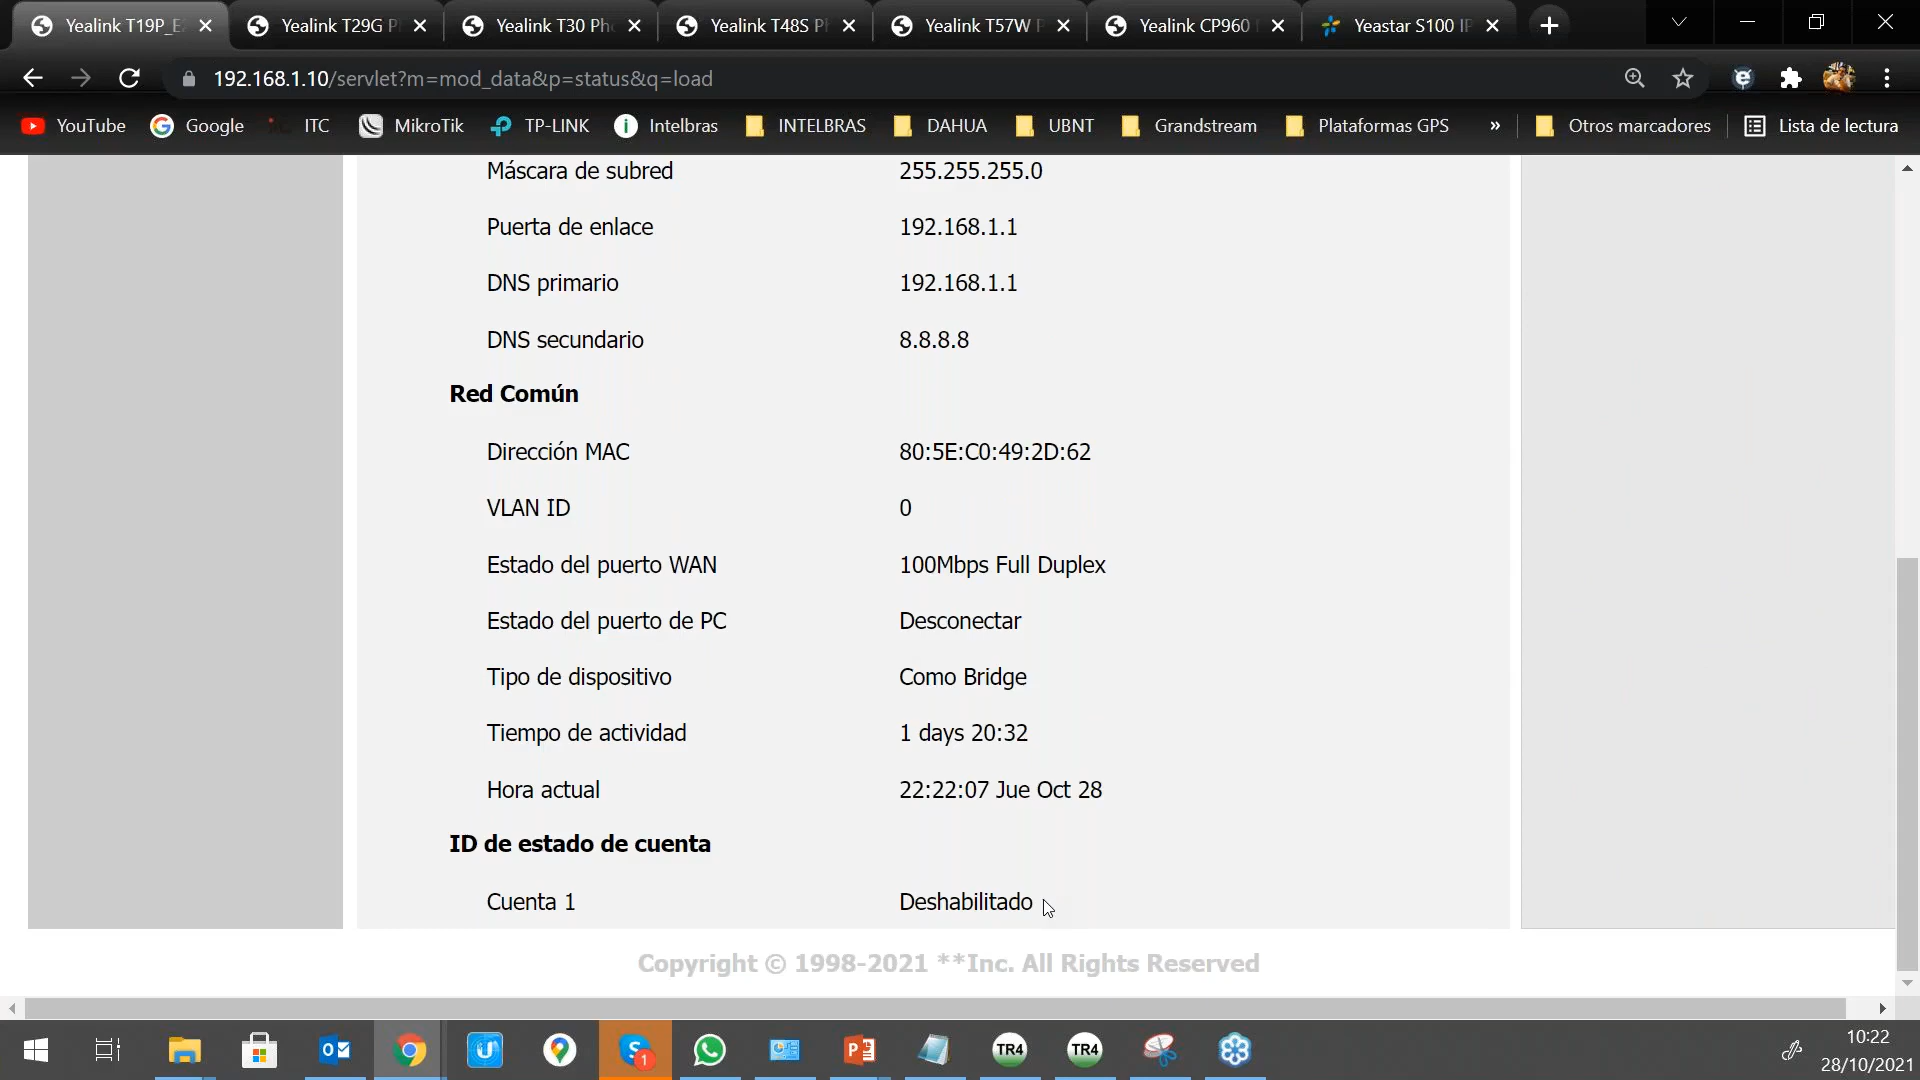 Yealink T19P_E2
Yealink T29G P
Yealink T30 Pho
Yealink T48S Ph
Yealink T57W P
Yealink CP960
Yeastar S100 IP
192.168.1.10/servlet?m=mod_data&p=status&q=load
YouTube
Google
ITC
MikroTik
TP-LINK
Intelbras
INTELBRAS
DAHUA
UBNT
Grandstream
Plataformas GPS
»
Otros marcadores
Lista de lectura
Máscara de subred 255.255.255.0
Puerta de enlace 192.168.1.1
DNS primario 192.168.1.1
DNS secundario 8.8.8.8
Red Común
Dirección MAC 80:5E:C0:49:2D:62
VLAN ID 0
Estado del puerto WAN 100Mbps Full Duplex
Estado del puerto de PC Desconectar
Tipo de dispositivo Como Bridge
Tiempo de actividad 1 days 20:32
Hora actual 22:22:07 Jue Oct 28
ID de estado de cuenta
Cuenta 1 Deshabilitado
Copyright © 1998-2021 **Inc. All Rights Reserved
1
TR4
TR4
10:22
28/10/2021